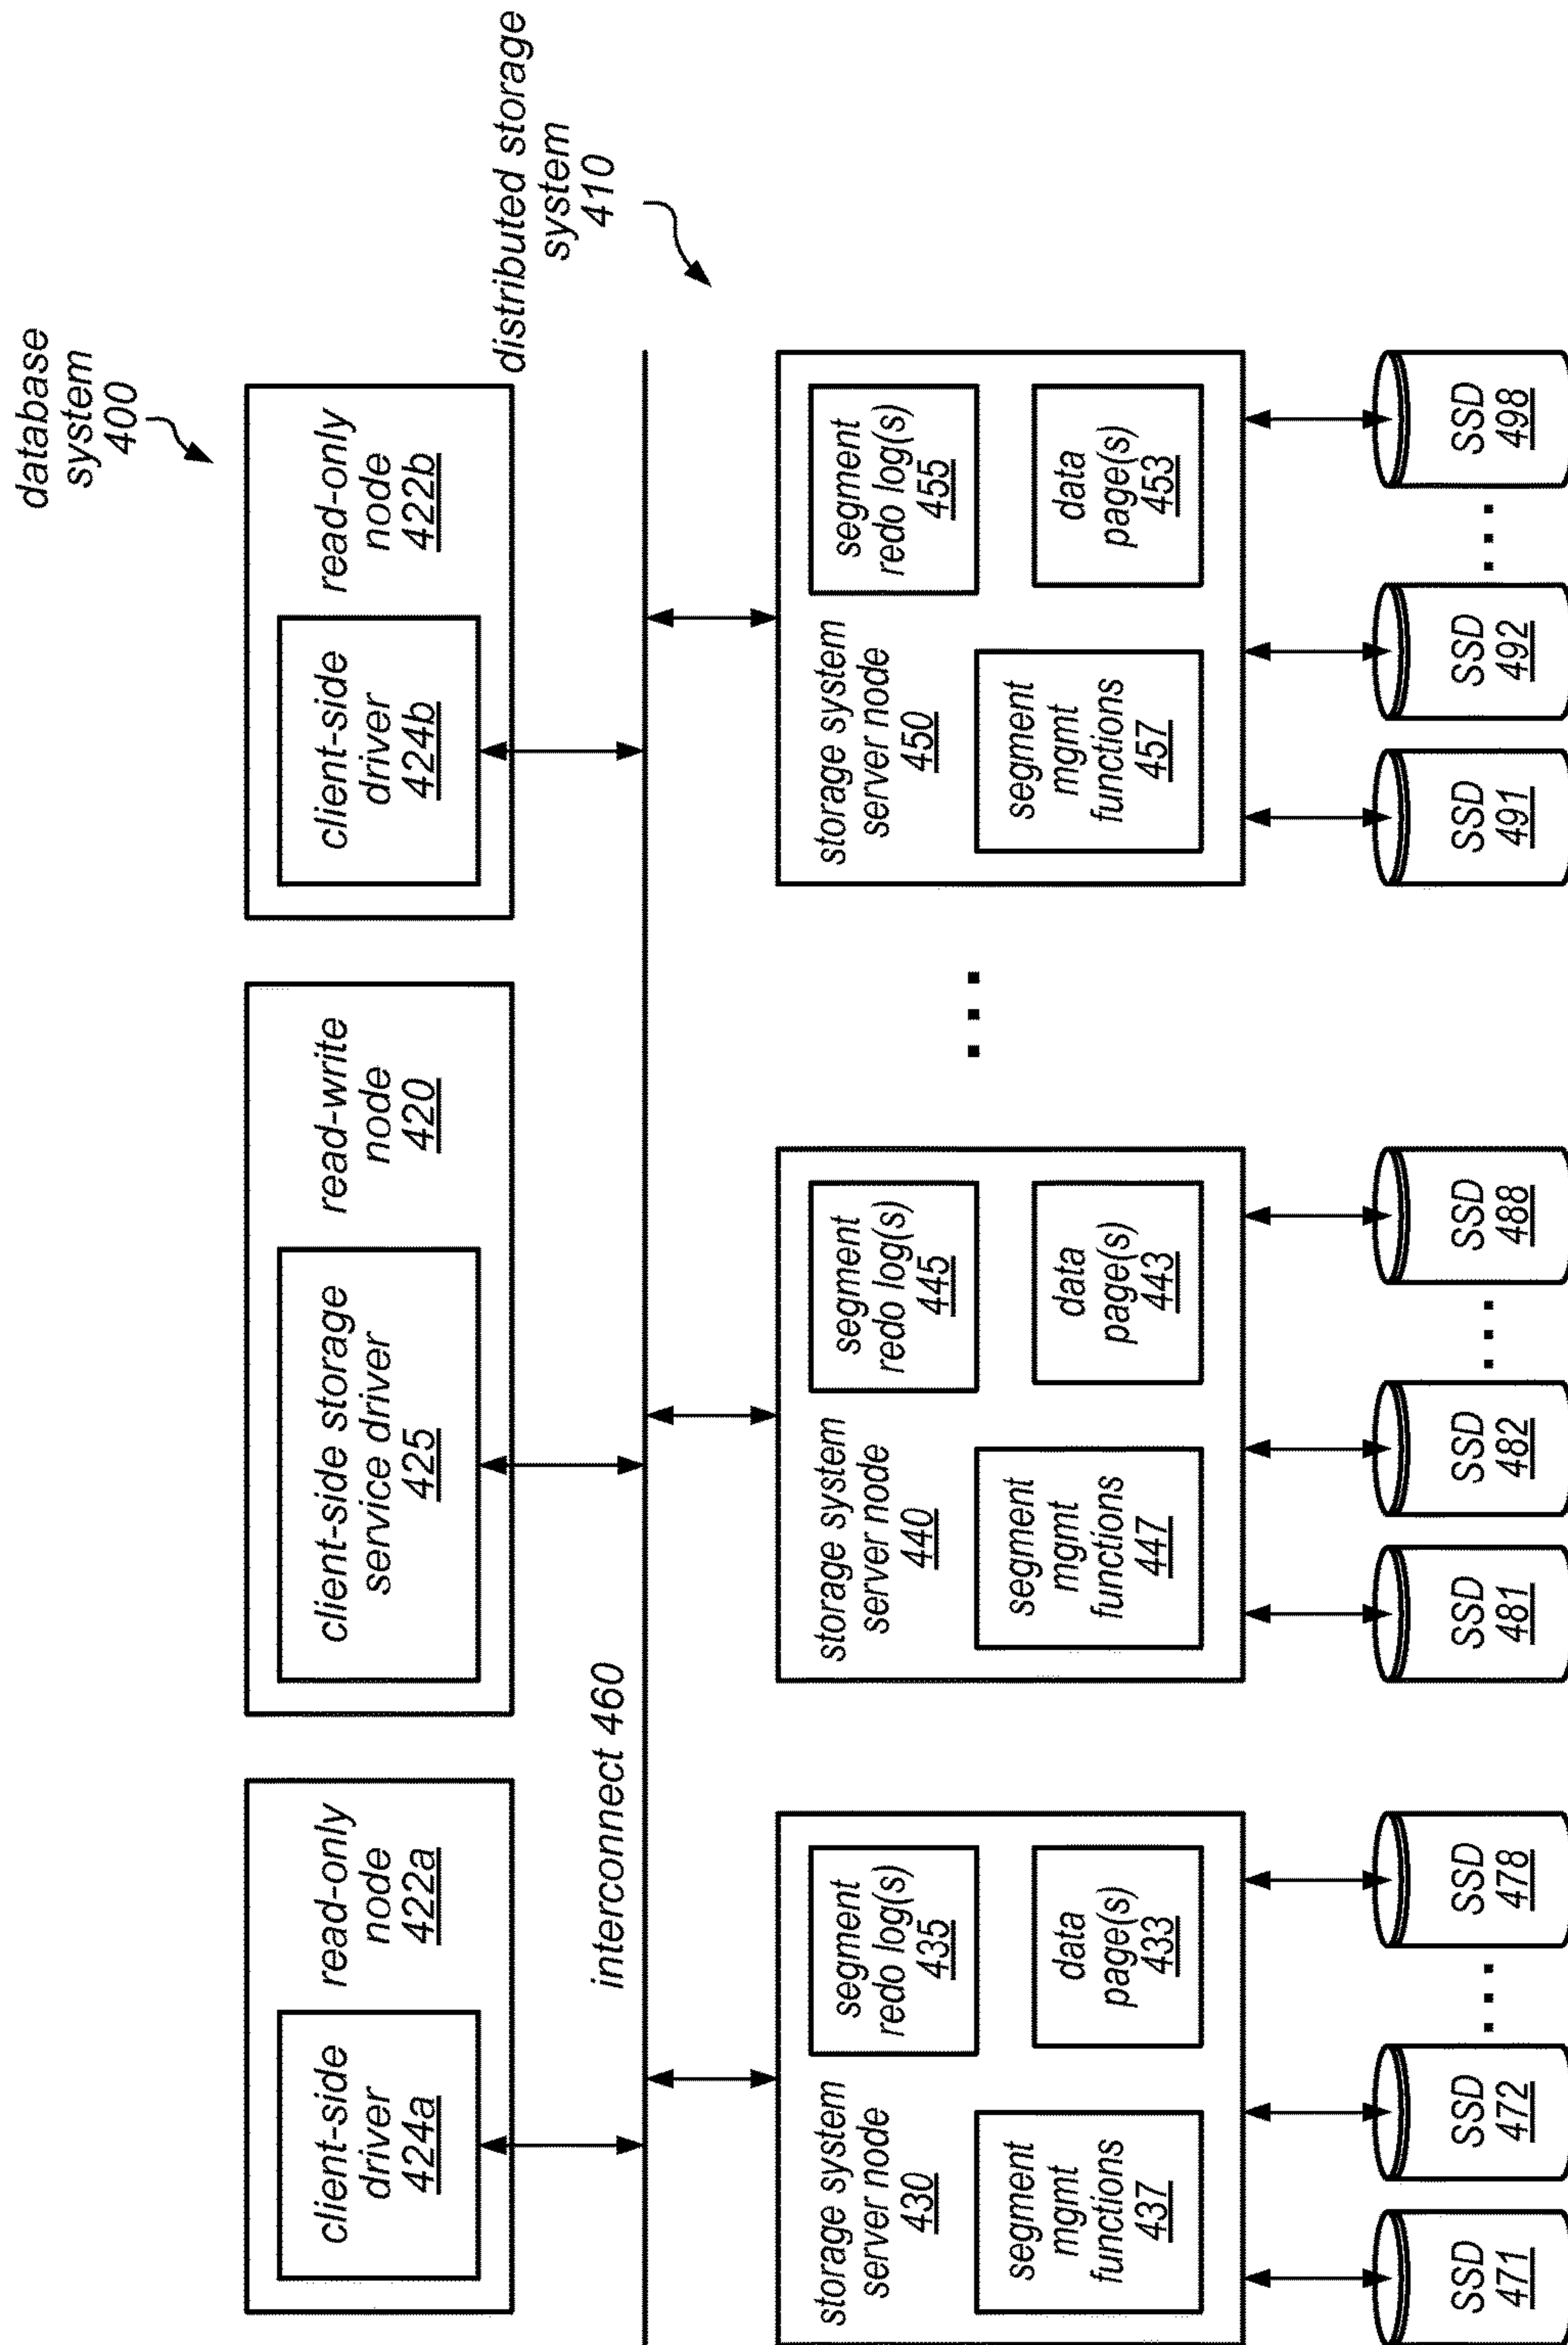 database
system
400
read-only
node
422a
client-side
driver
424a
read-write
node
420
client-side storage
service driver
425
read-only
node
422b
client-side
driver
424b
distributed storage
system
410
interconnect 460
storage system
server node
430
segment
redo log(s)
435
segment
mgmt
functions
437
data
page(s)
433
storage system
server node
440
segment
redo log(s)
445
segment
mgmt
functions
447
data
page(s)
443
...
storage system
server node
450
segment
redo log(s)
455
segment
mgmt
functions
457
data
page(s)
453
SSD
471
SSD
472
...
SSD
478
SSD
481
SSD
482
...
SSD
488
SSD
491
SSD
492
...
SSD
498